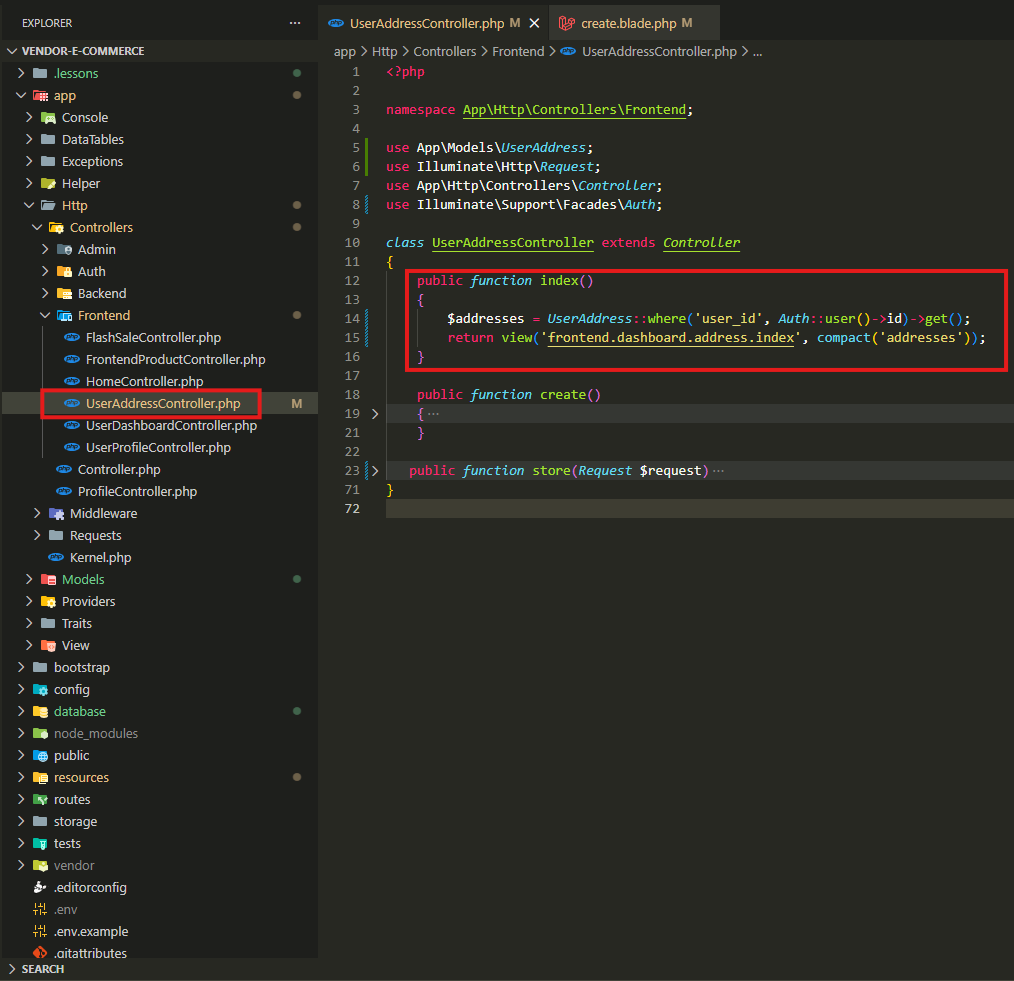 EXPLORER
VENDOR-E-COMMERCE
.lessons
app
Console
DataTables
Exceptions
Helper
Http
Controllers
Admin
Auth
Backend
Frontend
FlashSaleController.php
FrontendProductController.php
HomeController.php
UserAddressController.php M
UserDashboardController.php
UserProfileController.php
Controller.php
ProfileController.php
Middleware
Requests
Kernel.php
Models
Providers
Traits
View
bootstrap
config
database
node_modules
public
resources
routes
storage
tests
vendor
.editorconfig
.env
.env.example
.gitattributes
SEARCH
UserAddressController.php M
create.blade.php M
app > Http > Controllers > Frontend > UserAddressController.php > ...
1 <?php
2
3 namespace App\Http\Controllers\Frontend;
4
5 use App\Models\UserAddress;
6 use Illuminate\Http\Request;
7 use App\Http\Controllers\Controller;
8 use Illuminate\Support\Facades\Auth;
9
10 class UserAddressController extends Controller
11 {
12 public function index()
13 {
14 $addresses = UserAddress::where('user_id', Auth::user()->id)->get();
15 return view('frontend.dashboard.address.index', compact('addresses'));
16 }
17
18 public function create()
19 { ...
21 }
22
23 public function store(Request $request) ...
71 }
72